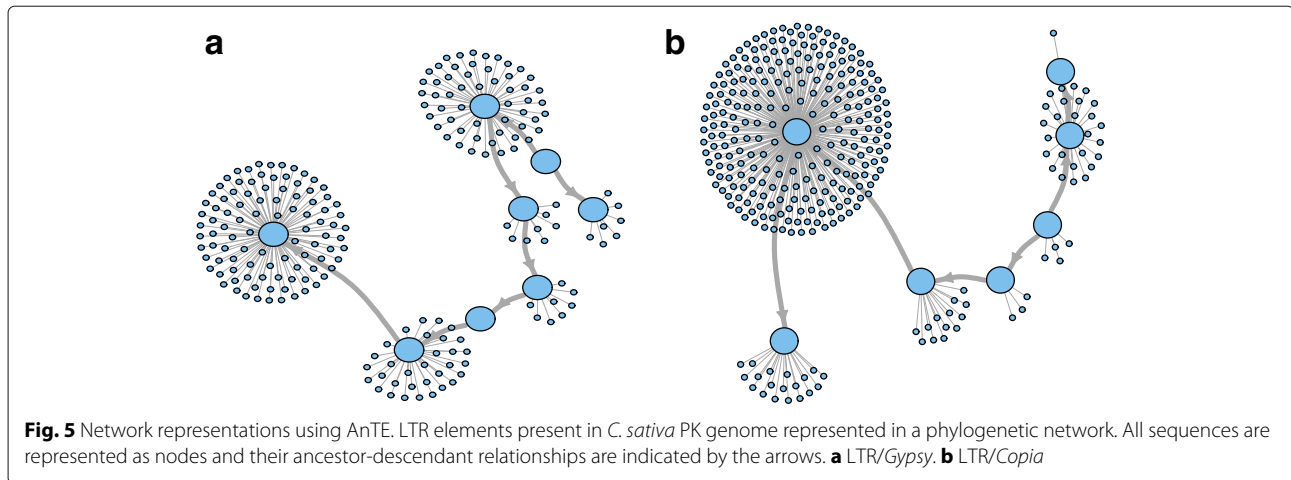 a
b
Fig. 5 Network representations using AnTE. LTR elements present in C. sativa PK genome represented in a phylogenetic network. All sequences are
represented as nodes and their ancestor-descendant relationships are indicated by the arrows. a LTR/Gypsy. b LTR/Copia